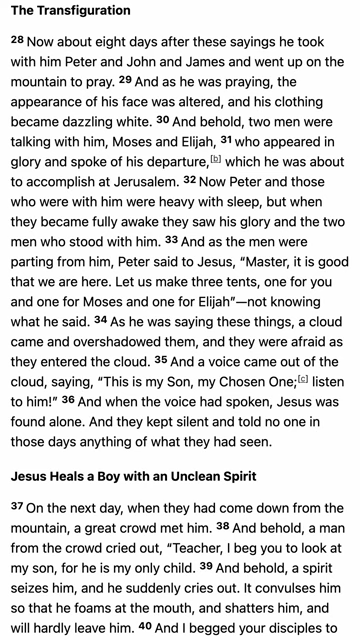 The Transfiguration
28 Now about eight days after these sayings he took
with him Peter and John and James and went up on the
mountain to pray. 29 And as he was praying, the
appearance of his face was altered, and his clothing
became dazzling white. 30 And behold, two men were
talking with him, Moses and Elijah, 31 who appeared in
glory and spoke of his departure,[b] which he was about
to accomplish at Jerusalem. 32 Now Peter and those
who were with him were heavy with sleep, but when
they became fully awake they saw his glory and the two
men who stood with him. 33 And as the men were
parting from him, Peter said to Jesus, “Master, it is good
that we are here. Let us make three tents, one for you
and one for Moses and one for Elijah”—not knowing
what he said. 34 As he was saying these things, a cloud
came and overshadowed them, and they were afraid as
they entered the cloud. 35 And a voice came out of the
cloud, saying, “This is my Son, my Chosen One;[c] listen
to him!” 36 And when the voice had spoken, Jesus was
found alone. And they kept silent and told no one in
those days anything of what they had seen.
Jesus Heals a Boy with an Unclean Spirit
37 On the next day, when they had come down from the
mountain, a great crowd met him. 38 And behold, a man
from the crowd cried out, “Teacher, I beg you to look at
my son, for he is my only child. 39 And behold, a spirit
seizes him, and he suddenly cries out. It convulses him
so that he foams at the mouth, and shatters him, and
will hardly leave him. 40 And I begged your disciples to